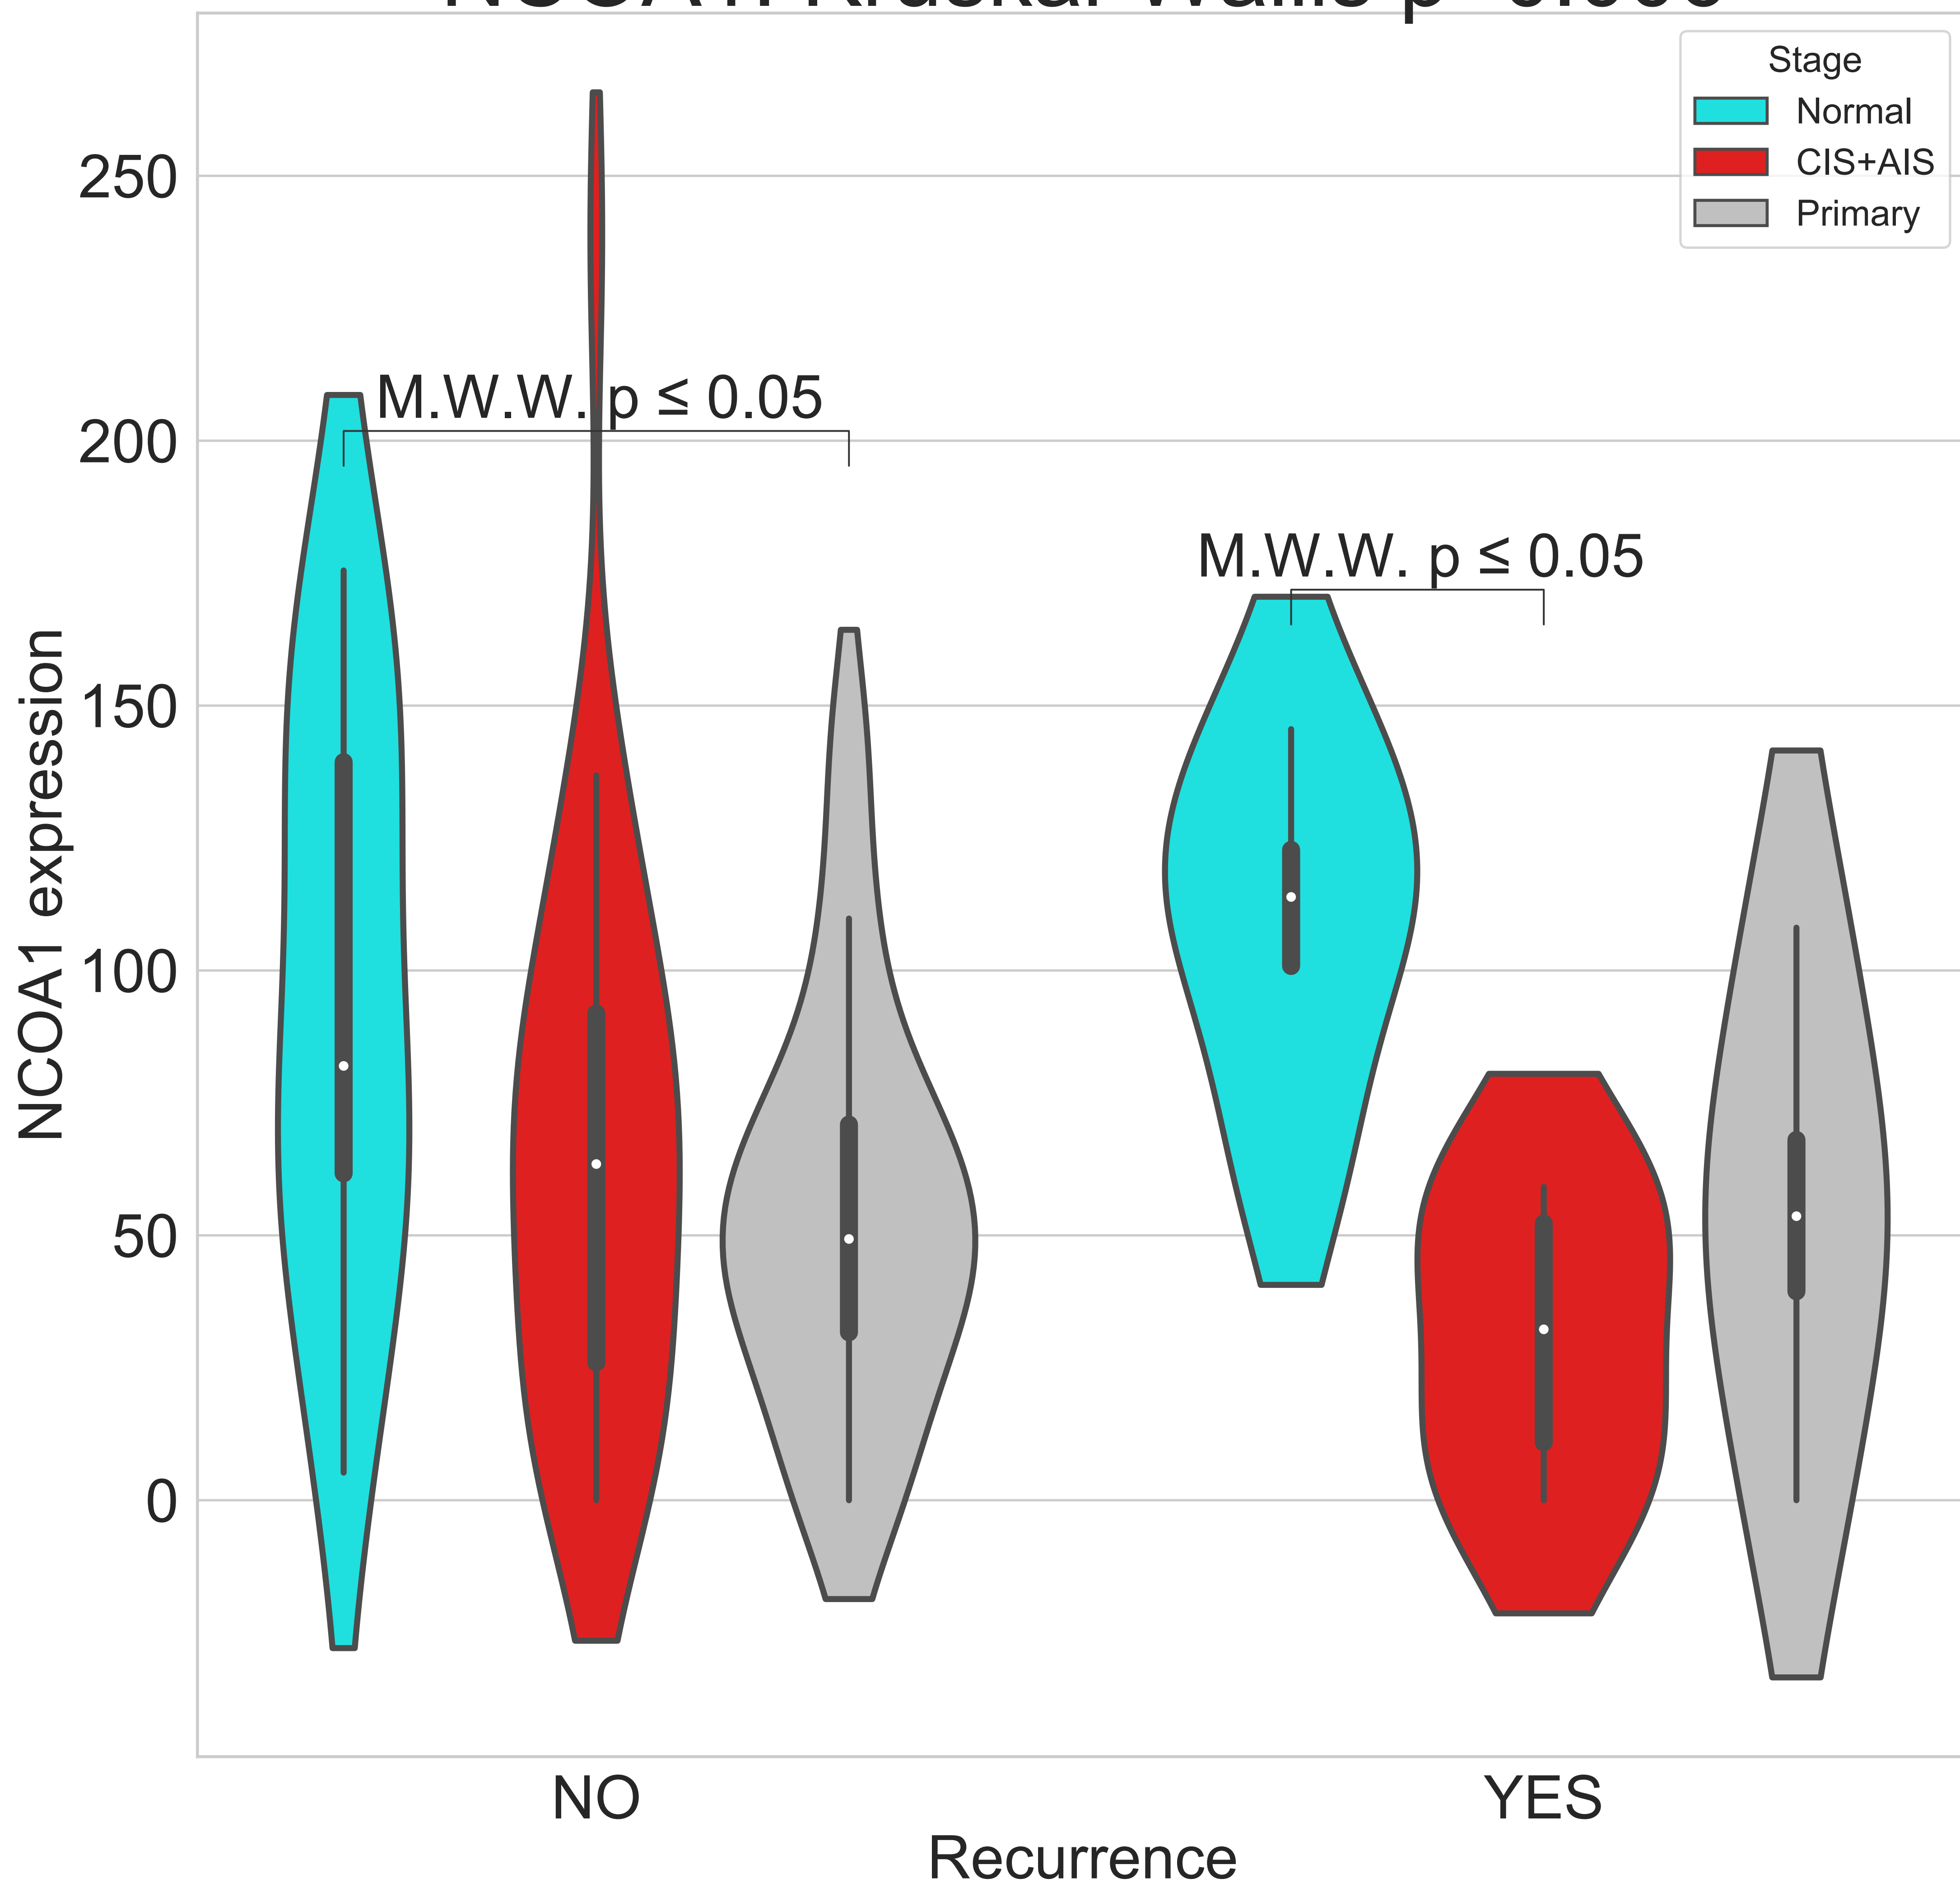 Stage
Normal
CIS+AIS
Primary
250
200
150
100
50
0
NCOA1 expression
M.W.W. p ≤ 0.05
M.W.W. p ≤ 0.05
NO
YES
Recurrence